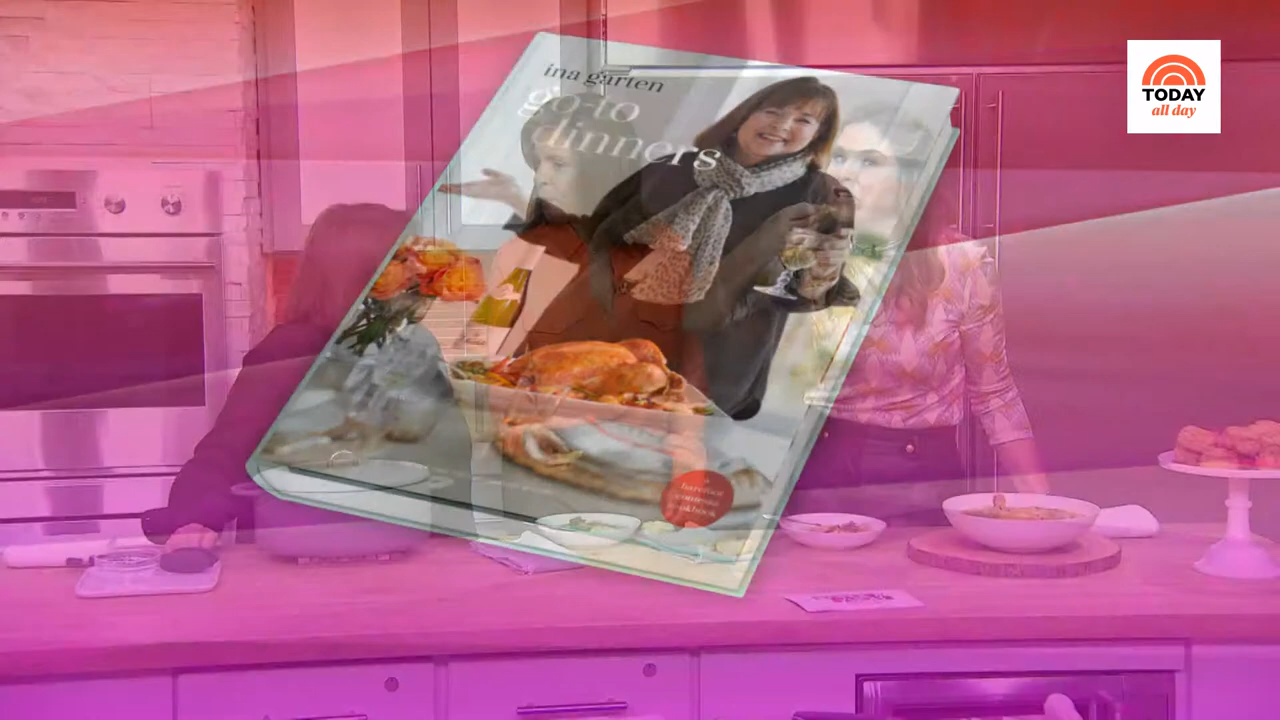 ina garten
go-to
dinners
a
barefoot
contessa
cookbook
TODAY
all day